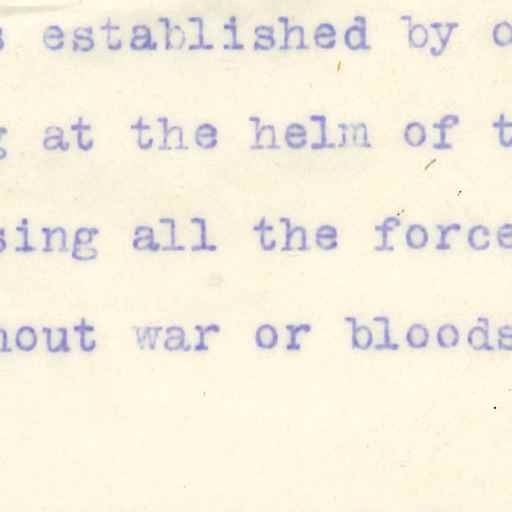 s established by o
g at the helm of t
sing all the force
hout war or bloods